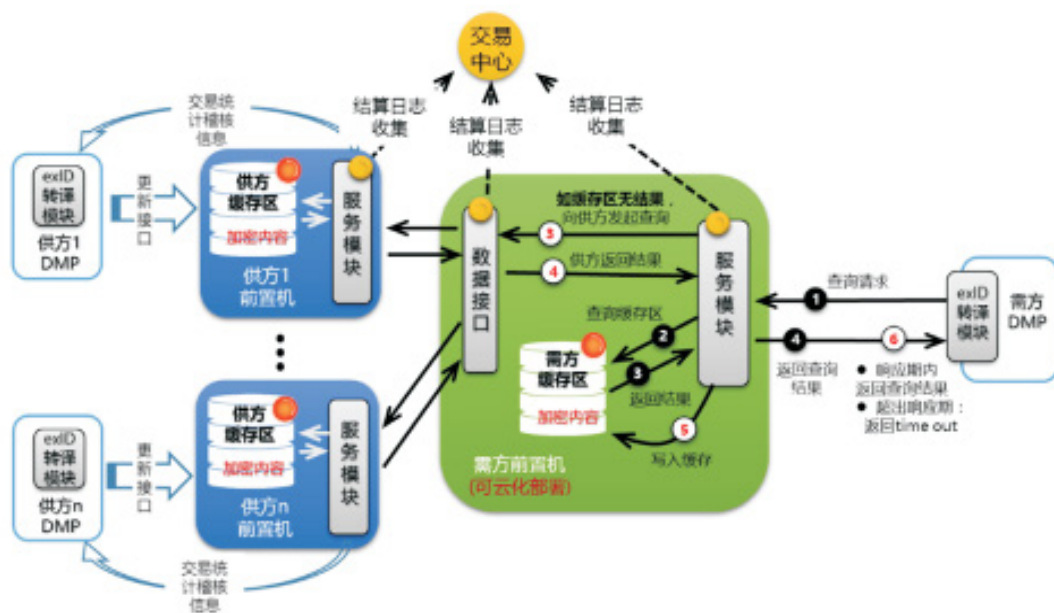 交易
中心
交易统
计稽核
信息
结算日志
收集
结算日志
收集
结算日志
收集
exID
转译
模块
供方1
DMP
更新接口
供方
缓存区
加密内容
服务模块
供方1
前置机
数据接口
如缓存区无结果，
向供方发起查询
3
4
供方返回结果
服务模块
查询缓存区
2
需方
缓存区
加密内容
3
返回结果
5
写入缓存
需方前置机
(可云化部署)
查询请求
1
4
6
返回查询
结果
● 响应期内
返回查询结果
● 超出响应期：
返回time out
exID
转译
模块
需方
DMP
exID
转译
模块
供方n
DMP
更新接口
供方
缓存区
加密内容
服务模块
供方n
前置机
交易统
计稽核
信息